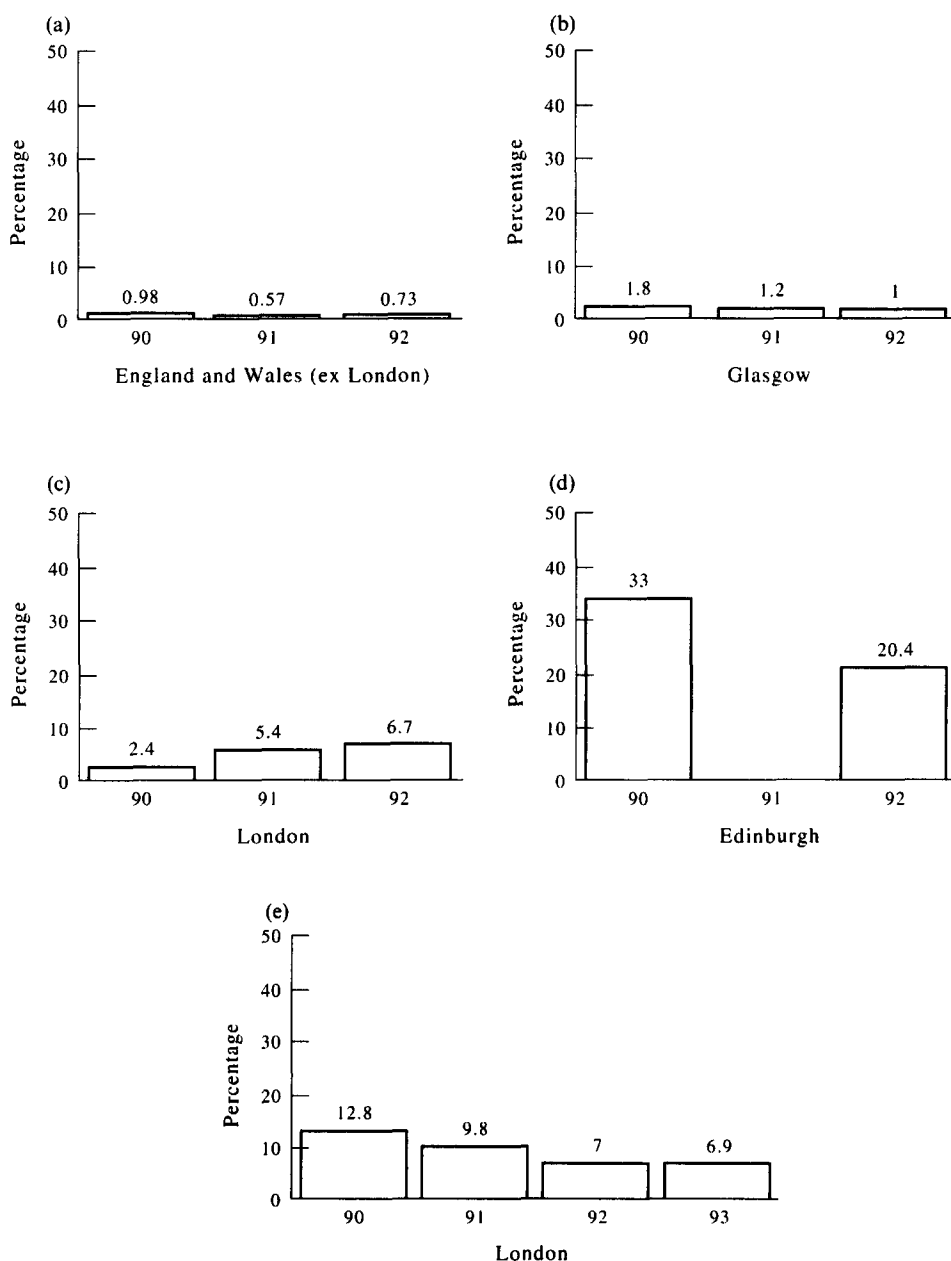 (a)
50
40
30
20
10
0
Percentage
0.98 0.57 0.73
90 91 92
England and Wales (ex London)
(b)
50
40
30
20
10
0
Percentage
1.8 1.2 1
90 91 92
Glasgow
(c)
50
40
30
20
10
0
Percentage
2.4 5.4 6.7
90 91 92
London
(d)
50
40
30
20
10
0
Percentage
33 20.4
90 91 92
Edinburgh
(e)
50
40
30
20
10
0
Percentage
12.8 9.8 7 6.9
90 91 92 93
London